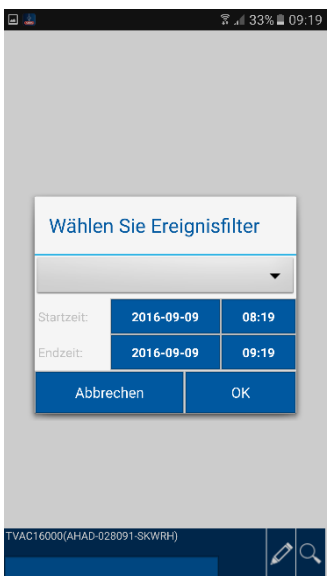 33% 09:19
Wählen Sie Ereignisfilter
Startzeit: 2016-09-09 08:19
Endzeit: 2016-09-09 09:19
Abbrechen OK
TVAC16000(AHAD-028091-SKWRH)